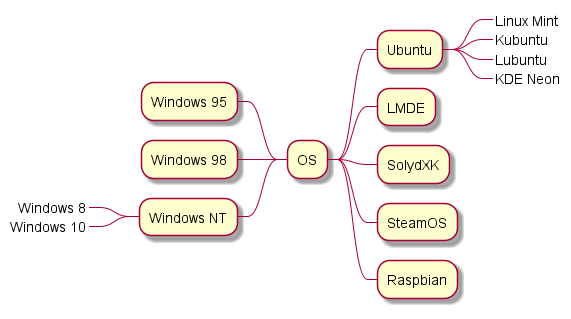 Linux Mint
Ubuntu
Kubuntu
Lubuntu
KDE Neon
Windows 95
LMDE
OS
Windows 98
SolydXK
Windows 8
Windows 10
Windows NT
SteamOS
Raspbian